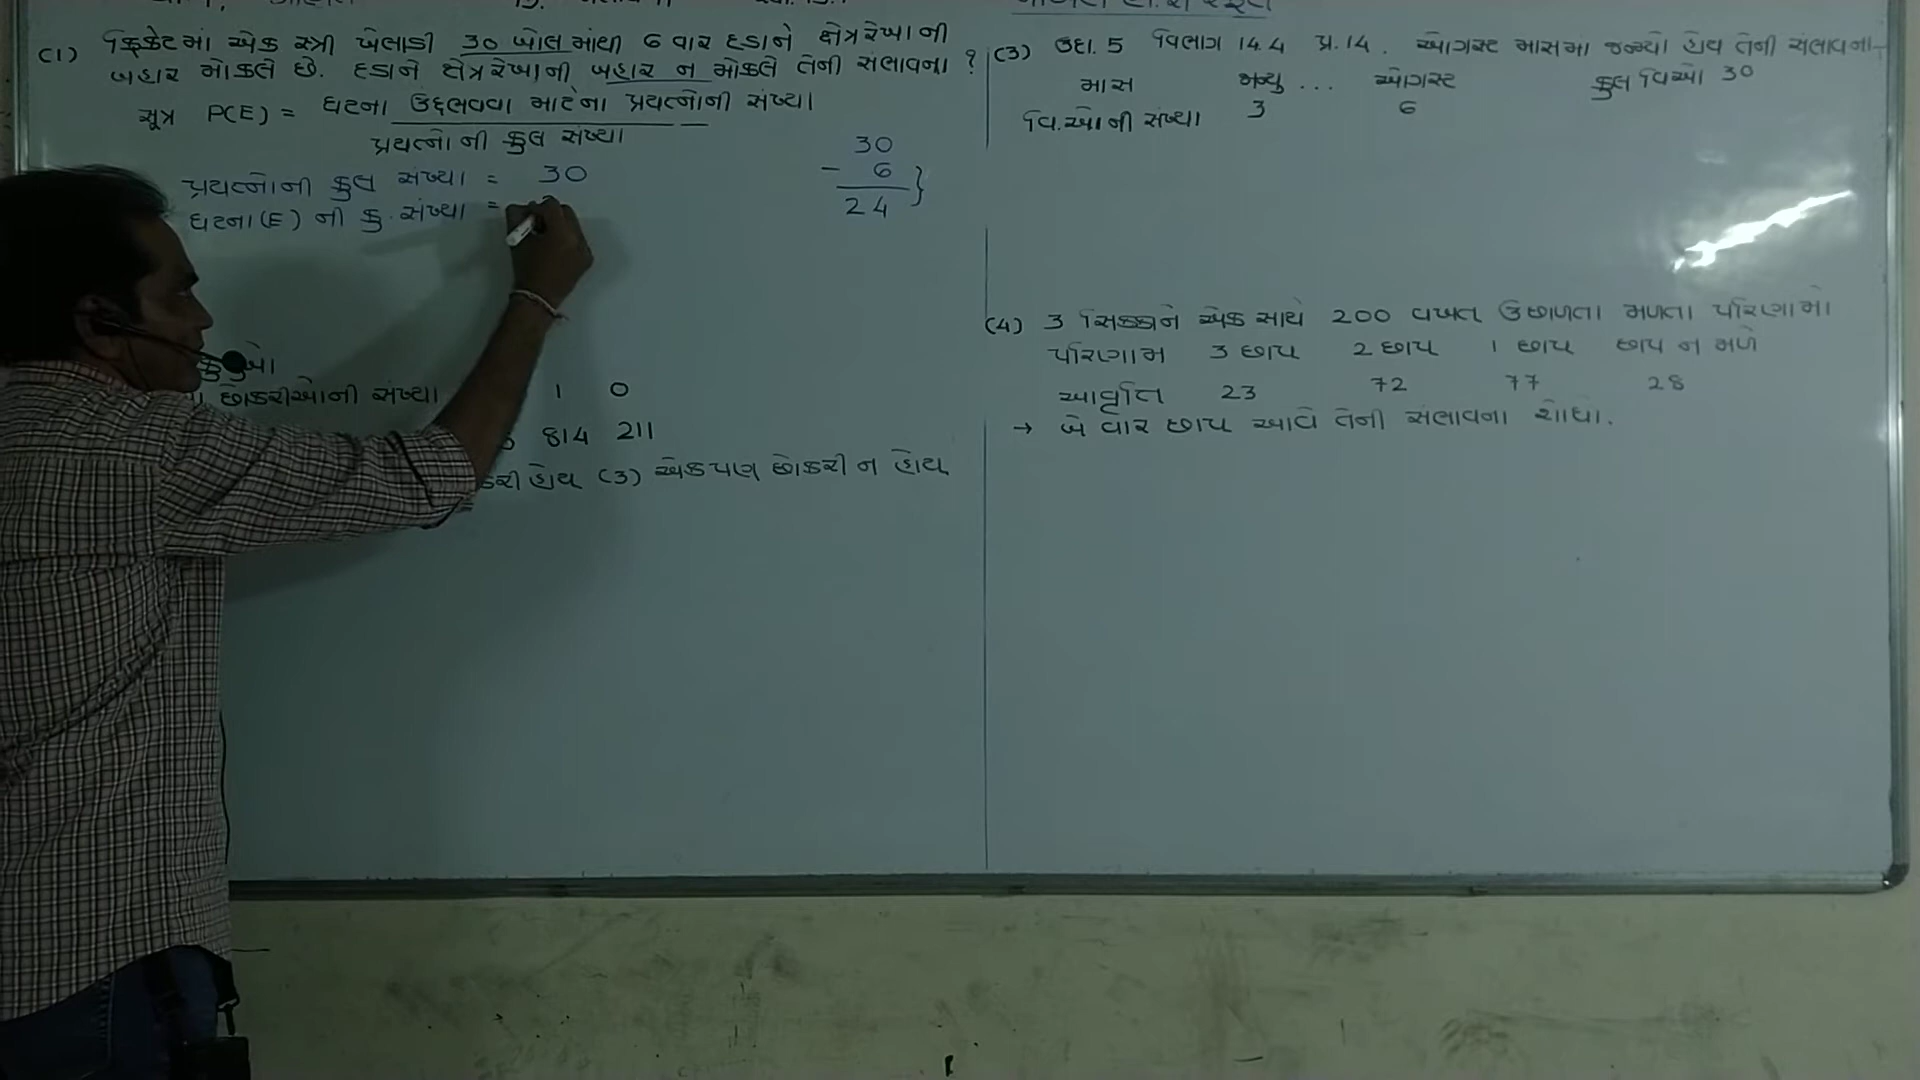 (1) ક્રિકેટમાં એક સ્ત્રી ખેલાડી 30 બોલમાંથી 6 વાર દડાને ક્ષેત્રરેખાની
બહાર મોકલે છે. દડાને ક્ષેત્રરેખાની બહાર ન મોકલે તેની સંભાવના ?
સૂત્ર P(E) = ઘટના ઉદ્દભવવા માટેના પ્રયત્નોની સંખ્યા
પ્રયત્નોની કુલ સંખ્યા
પ્રયત્નોની કુલ સંખ્યા = 30
ઘટના(E) ની કુ. સંખ્યા =
30
- 6
24 }
છોકરીઓની સંખ્યા 1 0
814 211
હોય (3) એકપણ છોકરી ન હોય
(3) ઉદા. 5 વિભાગ 14.4 પ્ર.14. ઓગસ્ટ માસમાં જન્મ્યો હોય તેની સંભાવના
માસ જાન્યુ ... ઓગસ્ટ કુલ વિ.ઓ 30
વિ.ઓની સંખ્યા 3 6
(4) 3 સિક્કાને એક સાથે 200 વખત ઉછાળતા મળતા પરિણામો
પરિણામ 3 છાપ 2 છાપ 1 છાપ છાપ ન મળે
આવૃત્તિ 23 72 77 28
→ બે વાર છાપ આવે તેની સંભાવના શોધો.